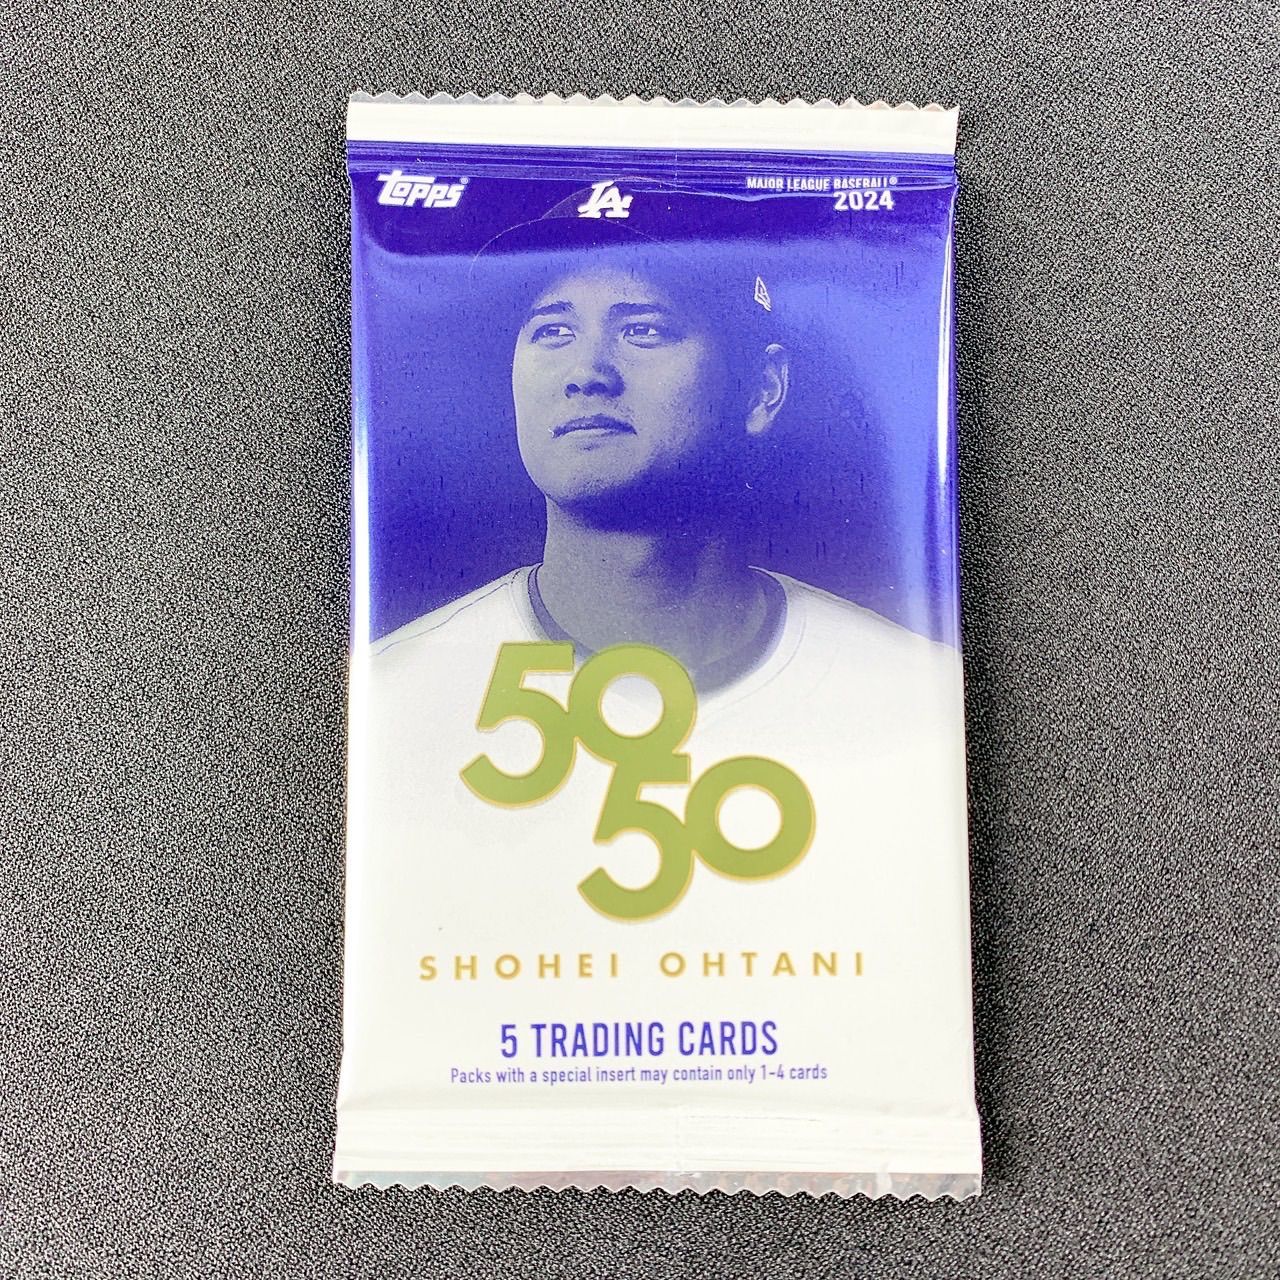 topps®
LA
MAJOR LEAGUE BASEBALL®
2024
50
50
SHOHEI OHTANI
5 TRADING CARDS
Packs with a special insert may contain only 1-4 cards